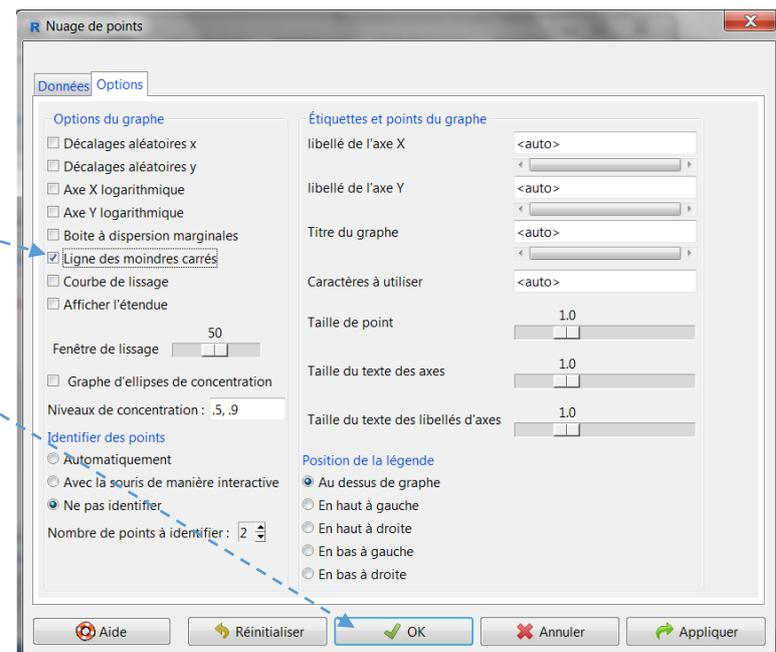 R Nuage de points
Données Options
Options du graphe
Décalages aléatoires x
Décalages aléatoires y
Axe X logarithmique
Axe Y logarithmique
Boite à dispersion marginales
Ligne des moindres carrés
Courbe de lissage
Afficher l'étendue
50
Fenêtre de lissage
Graphe d'ellipses de concentration
Niveaux de concentration : .5, .9
Identifier des points
Automatiquement
Avec la souris de manière interactive
Ne pas identifier
Nombre de points à identifier : 2
Étiquettes et points du graphe
libellé de l'axe X <auto>
libellé de l'axe Y <auto>
Titre du graphe <auto>
Caractères à utiliser <auto>
1.0
Taille de point
1.0
Taille du texte des axes
1.0
Taille du texte des libellés d'axes
Position de la légende
Au dessus de graphe
En haut à gauche
En haut à droite
En bas à gauche
En bas à droite
Aide Réinitialiser OK Annuler Appliquer